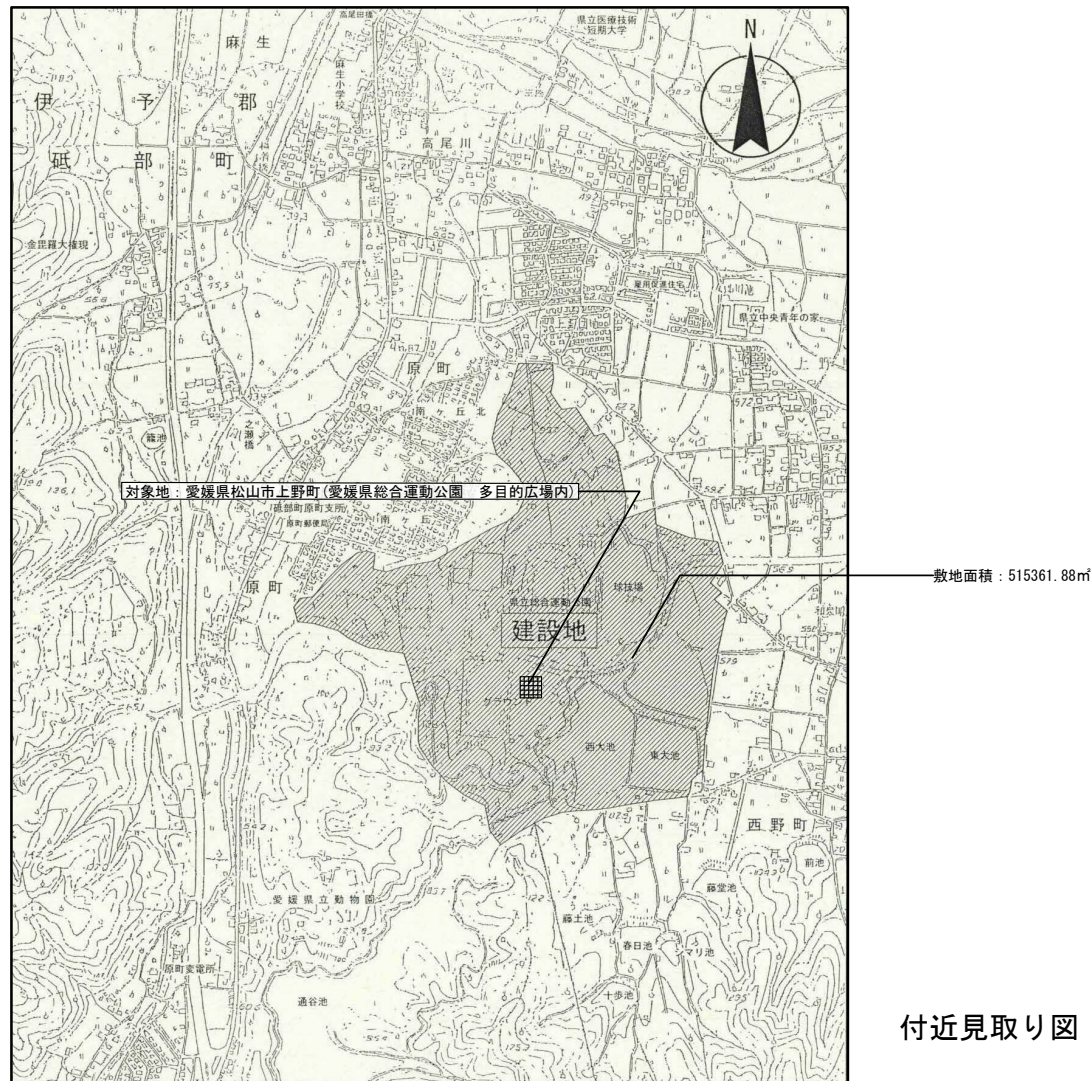 高尾田橋
県立医療技術
短期大学
麻生
N
伊予郡
麻生小学校
高尾川
砥部町
金毘羅大権現
雇用促進住宅
県立中央青年の家
上野
原町
南ヶ丘北
之瀬橋
籠池
対象地：愛媛県松山市上野町(愛媛県総合運動公園　多目的広場内)
砥部町原町支所
原町郵便局
南ヶ丘
敷地面積：515361.88㎡
原町
球技場
県立総合運動公園
建設地
グラウンド
西大池
東大池
西野町
前池
藤堂池
愛媛県立動物園
藤土池
春日池
マリ池
原町変電所
十歩池
通谷池
付近見取り図